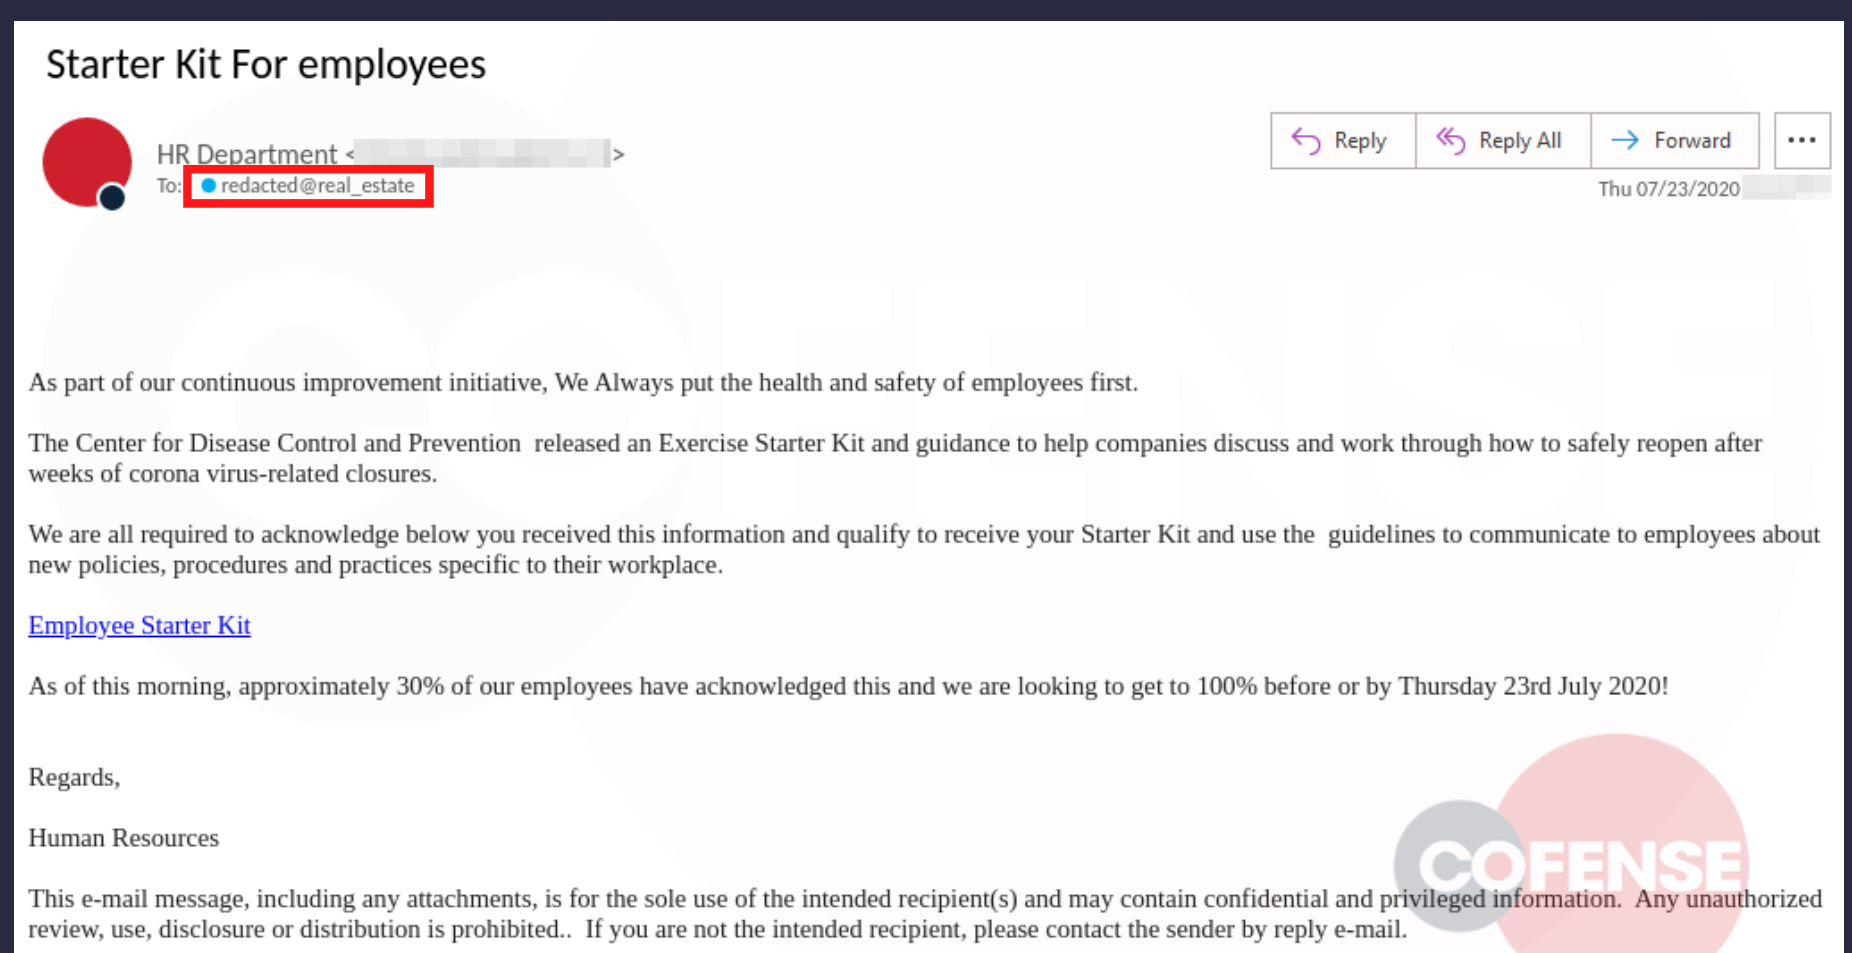 Starter Kit For employees
HR Department < >
To: redacted@real_estate
Reply
Reply All
Forward
...
Thu 07/23/2020
As part of our continuous improvement initiative, We Always put the health and safety of employees first.
The Center for Disease Control and Prevention  released an Exercise Starter Kit and guidance to help companies discuss and work through how to safely reopen after
weeks of corona virus-related closures.
We are all required to acknowledge below you received this information and qualify to receive your Starter Kit and use the  guidelines to communicate to employees about
new policies, procedures and practices specific to their workplace.
Employee Starter Kit
As of this morning, approximately 30% of our employees have acknowledged this and we are looking to get to 100% before or by Thursday 23rd July 2020!
Regards,
Human Resources
This e-mail message, including any attachments, is for the sole use of the intended recipient(s) and may contain confidential and privileged information.  Any unauthorized
review, use, disclosure or distribution is prohibited..  If you are not the intended recipient, please contact the sender by reply e-mail.
COFENSE
COFENSE